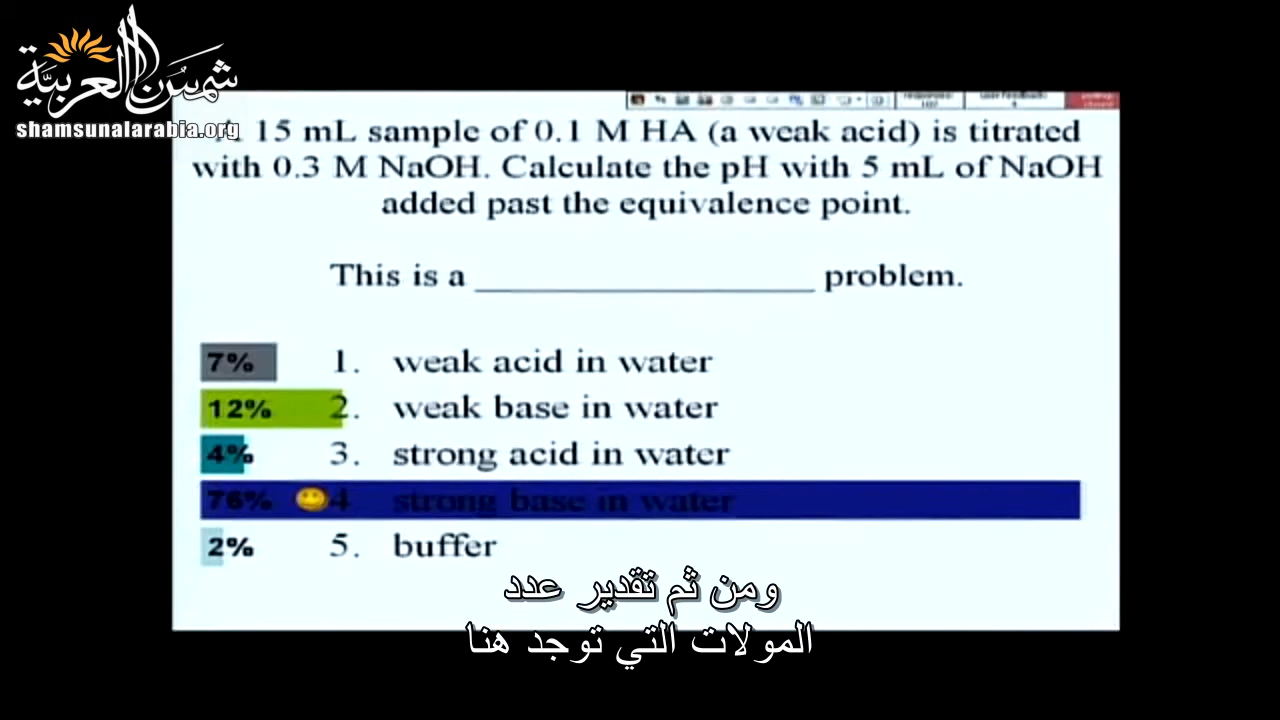 شمس العربية
shamsunalarabia.org
15 mL sample of 0.1 M HA (a weak acid) is titrated
with 0.3 M NaOH. Calculate the pH with 5 mL of NaOH
added past the equivalence point.
This is a ____________________ problem.
7% 1. weak acid in water
12% 2. weak base in water
4% 3. strong acid in water
76% 4 strong base in water
2% 5. buffer
ومن ثم تقدير عدد
المولات التي توجد هنا